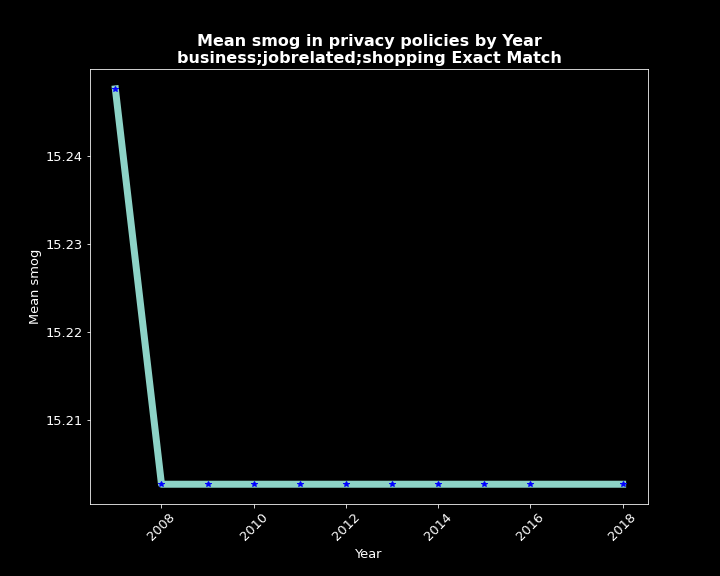 Mean smog in privacy policies by Year
business;jobrelated;shopping Exact Match
15.24
15.23
15.22
15.21
Mean smog
2008
2010
2012
2014
2016
2018
Year